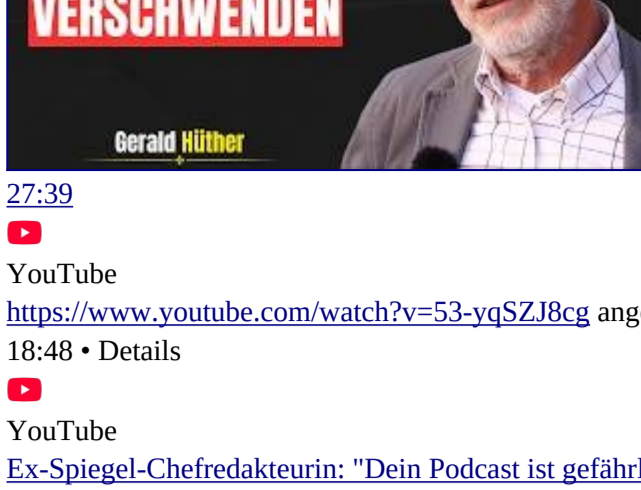 VERSCHWENDEN
Gerald Hüther
27:39
YouTube
https://www.youtube.com/watch?v=53-yqSZJ8cg
18:48 • Details
YouTube
Ex-Spiegel-Chefredakteurin: "Dein Podcast ist